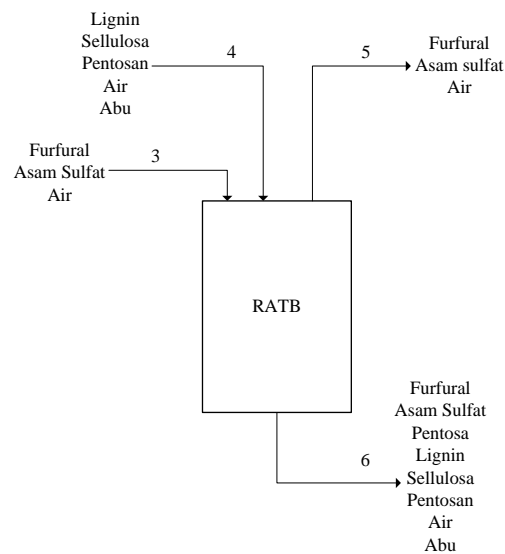 Lignin
Sellulosa
Pentosan
Air
Abu
4
5
Furfural
Asam sulfat
Air
Furfural
Asam Sulfat
Air
3
RATB
6
Furfural
Asam Sulfat
Pentosa
Lignin
Sellulosa
Pentosan
Air
Abu